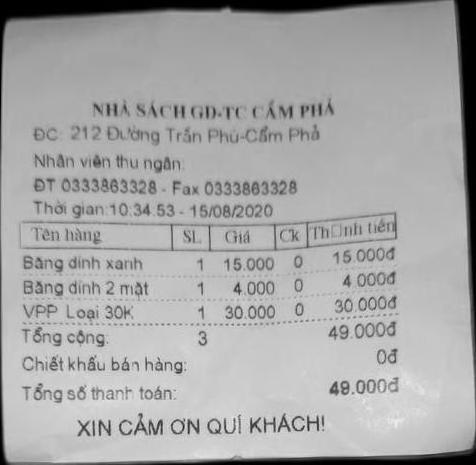 NHÀ SÁCH GD-TC CẨM PHẢ
ĐC: 212 Đường Trần Phú-Cẩm Phả
Nhân viên thu ngân:
ĐT 0333863328 - Fax 0333863328
Thời gian:10:34:53 - 15/08/2020
Tên hàng SL Giá Ck Th□nh tiền
Băng dính xanh 1 15.000 0 15.000đ
Băng dính 2 mặt 1 4.000 0 4.000đ
VPP Loại 30K 1 30.000 0 30.000đ
Tổng cộng: 3 49.000đ
Chiết khấu bán hàng: 0đ
Tổng số thanh toán: 49.000đ
XIN CẢM ƠN QUÍ KHÁCH!